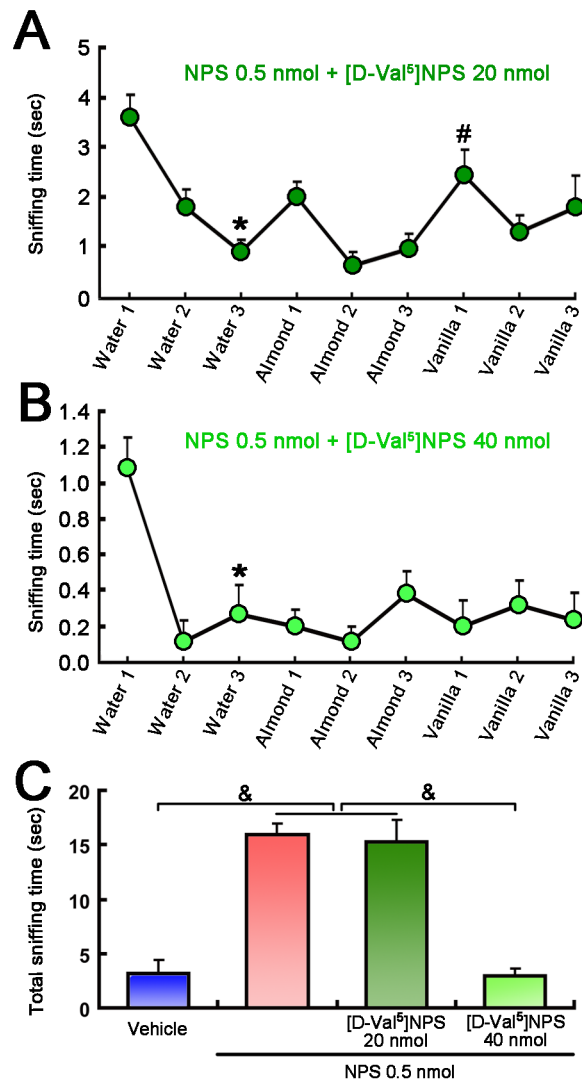 A
NPS 0.5 nmol + [D-Val⁵]NPS 20 nmol
Sniffing time (sec)
5
4
3
2
1
0
*
#
Water 1
Water 2
Water 3
Almond 1
Almond 2
Almond 3
Vanilla 1
Vanilla 2
Vanilla 3
B
NPS 0.5 nmol + [D-Val⁵]NPS 40 nmol
Sniffing time (sec)
1.4
1.2
1.0
0.8
0.6
0.4
0.2
0.0
*
Water 1
Water 2
Water 3
Almond 1
Almond 2
Almond 3
Vanilla 1
Vanilla 2
Vanilla 3
C
Total sniffing time (sec)
20
15
10
5
0
& &
Vehicle
[D-Val⁵]NPS
20 nmol
[D-Val⁵]NPS
40 nmol
NPS 0.5 nmol